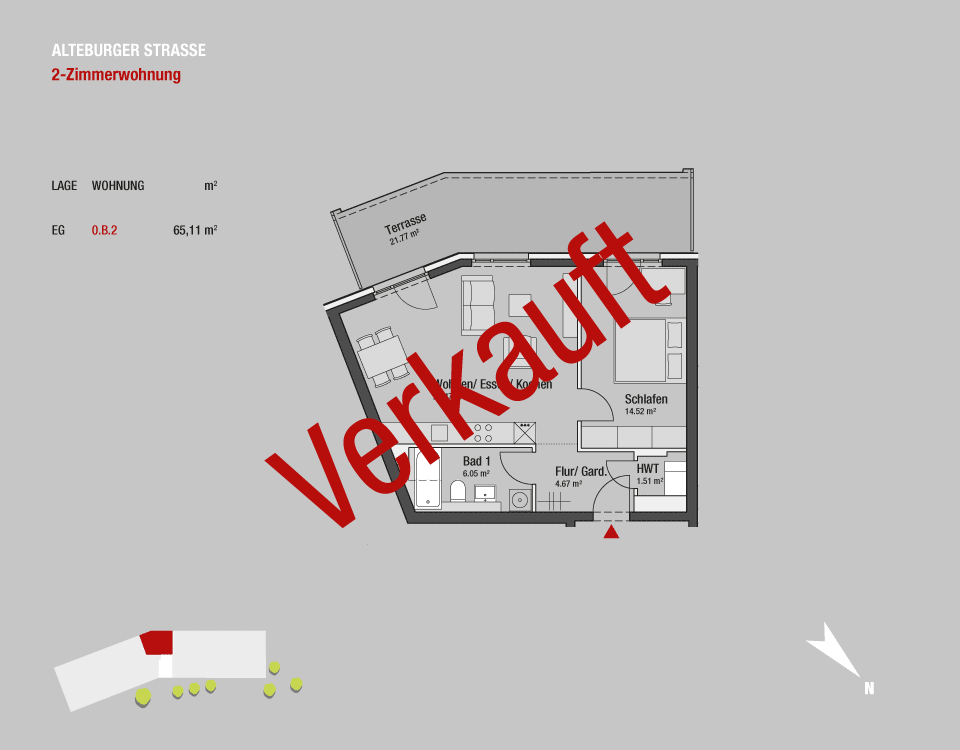 ALTEBURGER STRASSE
2-Zimmerwohnung
LAGE WOHNUNG m²
EG 0.B.2 65,11 m²
Terrasse
21.77 m²
Verkauft
Wohnen/ Essen/ Kochen
Schlafen
14.52 m²
Bad 1
6.05 m²
Flur/ Gard.
4.67 m²
HWT
1.51 m²
N